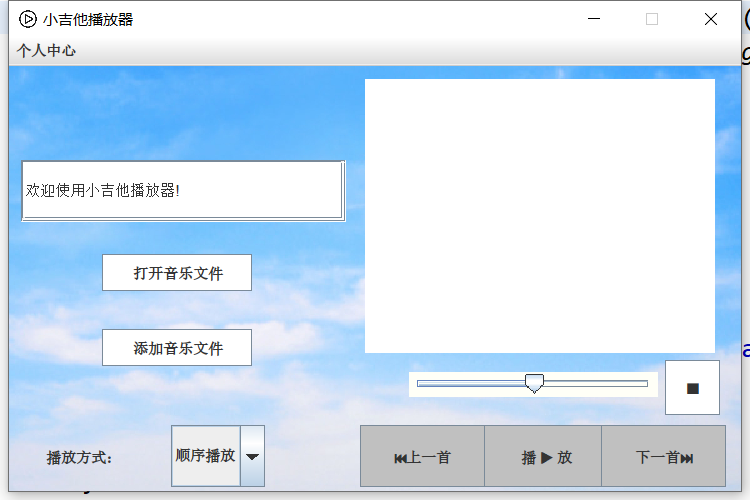 小吉他播放器
个人中心
欢迎使用小吉他播放器!
打开音乐文件
添加音乐文件
播放方式:
顺序播放
⏮上一首
播 ▶ 放
下一首⏭